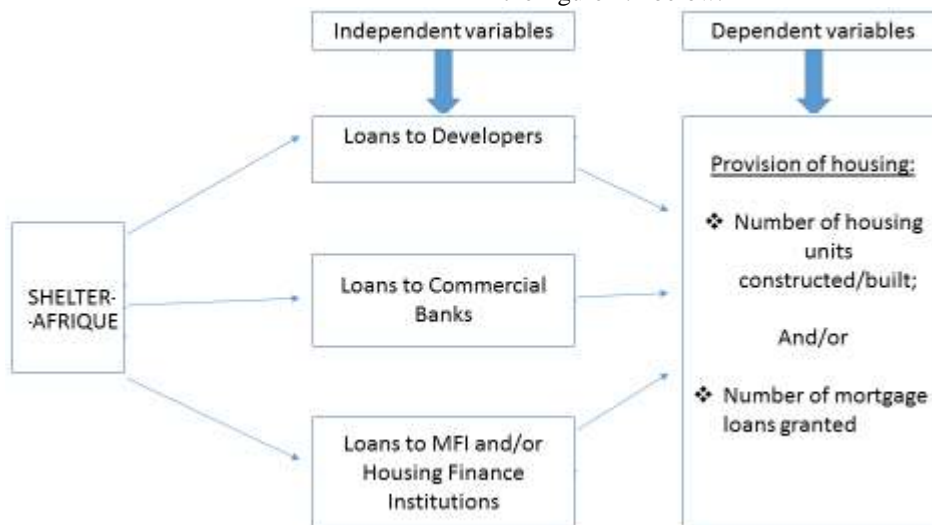 Independent variables
Dependent variables
Loans to Developers
Provision of housing:
❖ Number of housing
units
constructed/built;
And/or
❖ Number of mortgage
loans granted
SHELTER-
-AFRIQUE
Loans to Commercial
Banks
Loans to MFI and/or
Housing Finance
Institutions